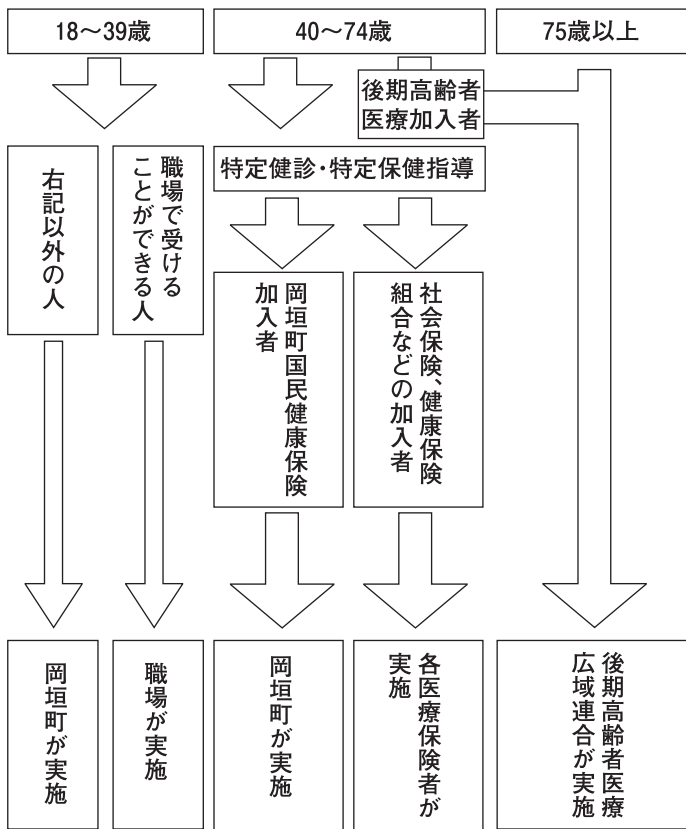 18～39歳
40～74歳
75歳以上
後期高齢者
医療加入者
右記以外の人
職場で受ける
ことができる人
特定健診・特定保健指導
岡垣町国民健康保険
加入者
社会保険、健康保険
組合などの加入者
岡垣町が実施
職場が実施
岡垣町が実施
各医療保険者が
実施
後期高齢者医療
広域連合が実施